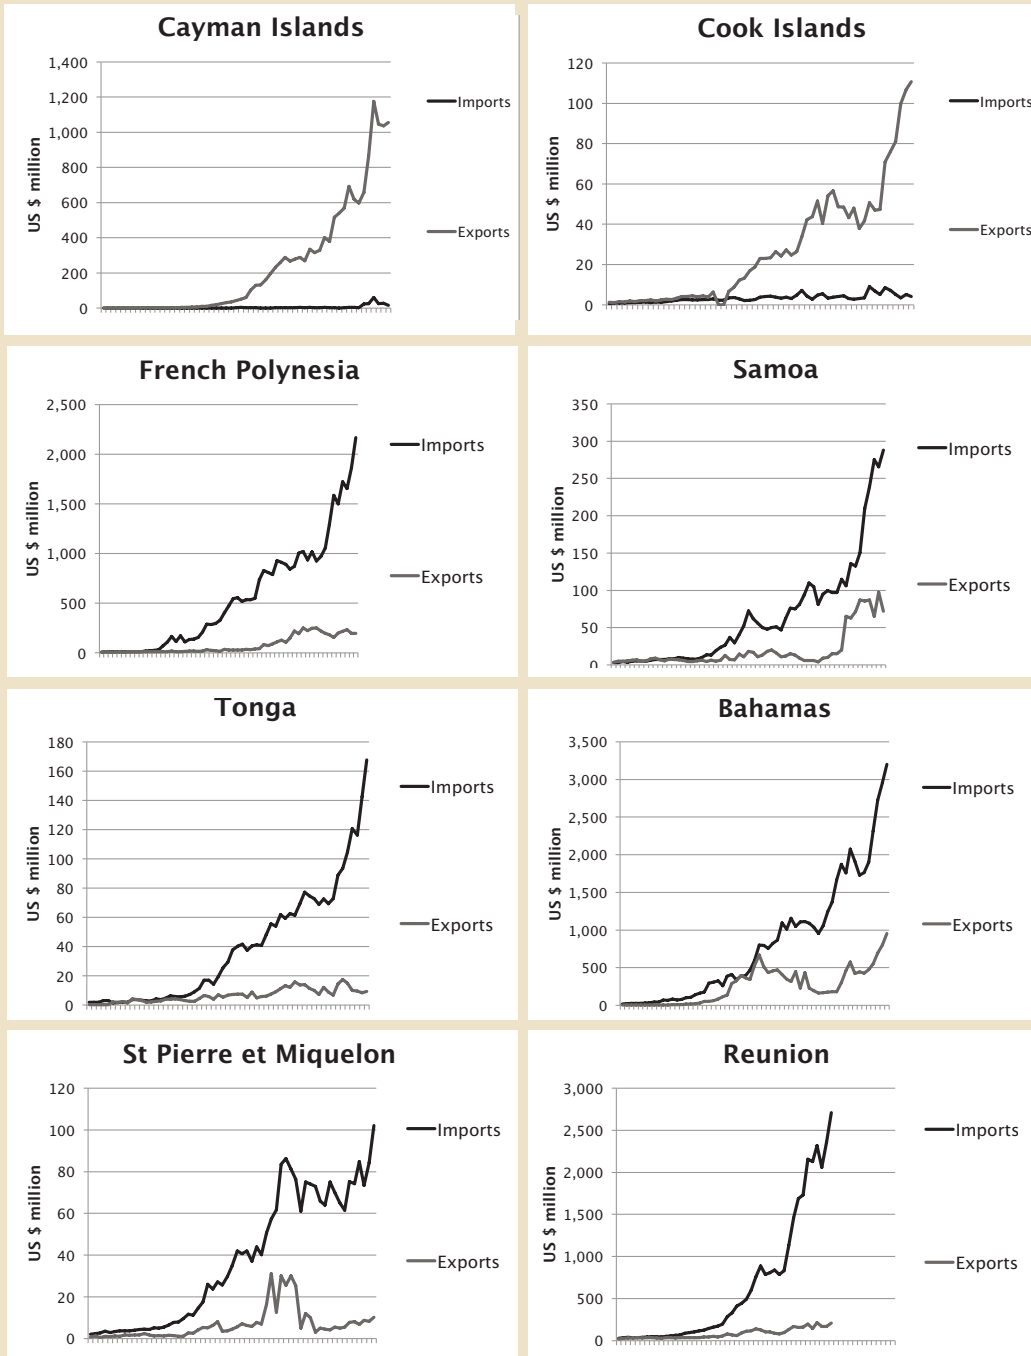 Cayman Islands
1,400
1,200
1,000
800
600
400
200
0
US $ million
Imports
Exports
Cook Islands
120
100
80
60
40
20
0
US $ million
Imports
Exports
French Polynesia
2,500
2,000
1,500
1,000
500
0
US $ million
Imports
Exports
Samoa
350
300
250
200
150
100
50
0
US $ million
Imports
Exports
Tonga
180
160
140
120
100
80
60
40
20
0
US $ million
Imports
Exports
Bahamas
3,500
3,000
2,500
2,000
1,500
1,000
500
0
US $ million
Imports
Exports
St Pierre et Miquelon
120
100
80
60
40
20
0
US $ million
Imports
Exports
Reunion
3,000
2,500
2,000
1,500
1,000
500
0
US $ million
Imports
Exports